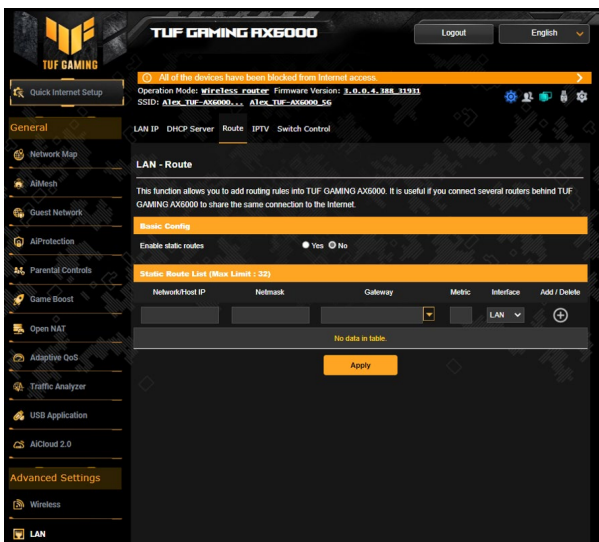 TUF GAMING
TUF GAMING AX6000
Logout
English
Quick Internet Setup
All of the devices have been blocked from Internet access.
Operation Mode: Wireless router Firmware Version: 3.0.0.4.388_31931
SSID: Alex_TUF-AX6000... Alex_TUF-AX6000_5G
General
Network Map
AiMesh
Guest Network
AiProtection
Parental Controls
Game Boost
Open NAT
Adaptive QoS
Traffic Analyzer
USB Application
AiCloud 2.0
Advanced Settings
Wireless
LAN
LAN IP DHCP Server Route IPTV Switch Control
LAN - Route
This function allows you to add routing rules into TUF GAMING AX6000. It is useful if you connect several routers behind TUF
GAMING AX6000 to share the same connection to the Internet.
Basic Config
Enable static routes Yes No
Static Route List (Max Limit : 32)
Network/Host IP Netmask Gateway Metric Interface Add / Delete
LAN
No data in table.
Apply